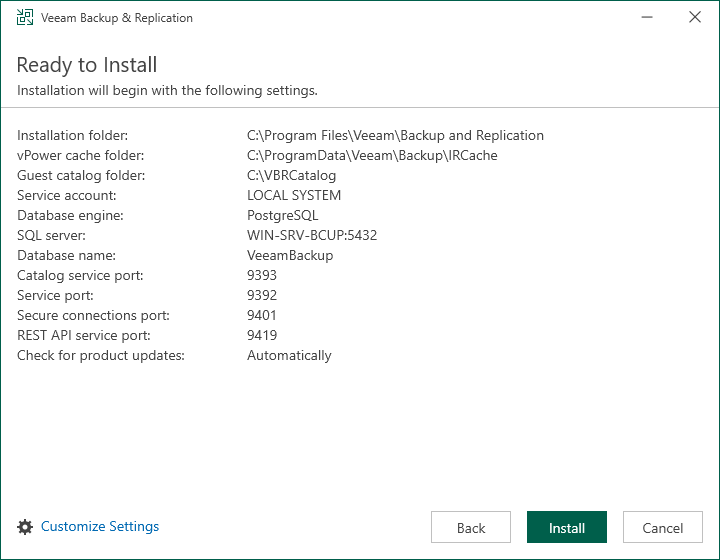 Veeam Backup & Replication
Ready to Install
Installation will begin with the following settings.
Installation folder: C:\Program Files\Veeam\Backup and Replication
vPower cache folder: C:\ProgramData\Veeam\Backup\IRCache
Guest catalog folder: C:\VBRCatalog
Service account: LOCAL SYSTEM
Database engine: PostgreSQL
SQL server: WIN-SRV-BCUP:5432
Database name: VeeamBackup
Catalog service port: 9393
Service port: 9392
Secure connections port: 9401
REST API service port: 9419
Check for product updates: Automatically
Customize Settings Back Install Cancel